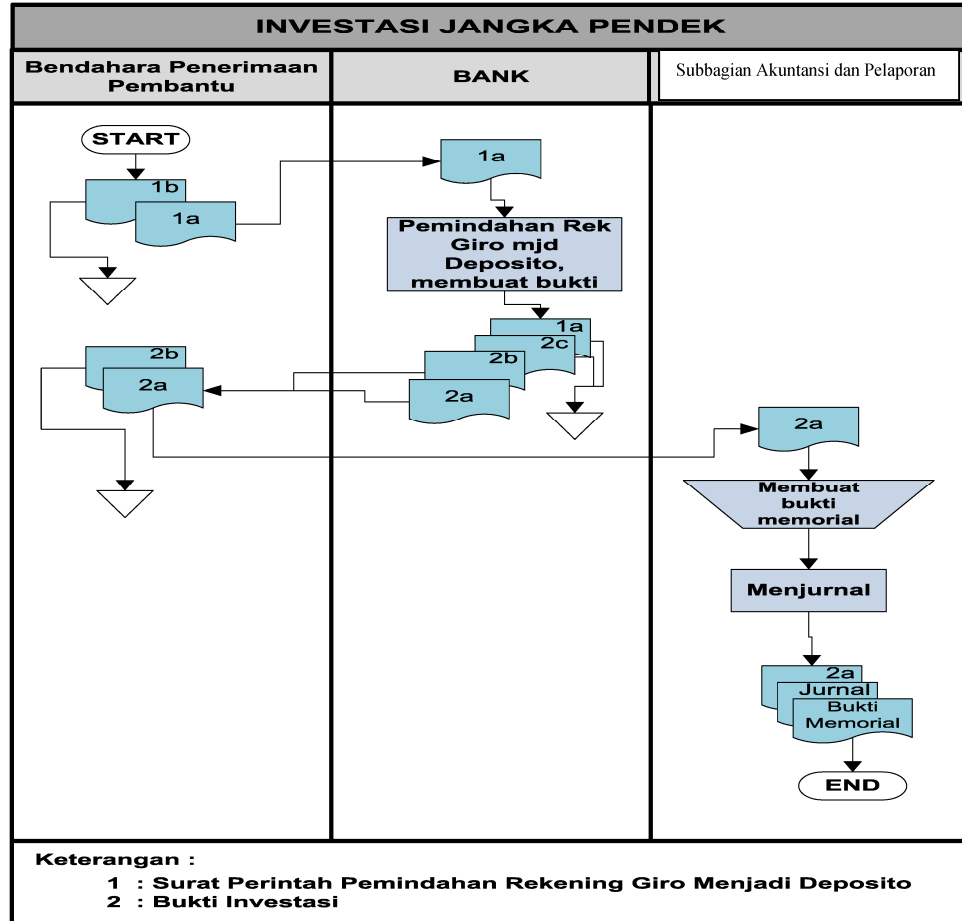 INVESTASI JANGKA PENDEK
Bendahara Penerimaan
Pembantu
BANK
Subbagian Akuntansi dan Pelaporan
START
1b
1a
1a
Pemindahan Rek
Giro mjd
Deposito,
membuat bukti
1a
2c
2b
2a
2b
2a
2a
Membuat
bukti
memorial
Menjurnal
2a
Jurnal
Bukti
Memorial
END
Keterangan :
1 : Surat Perintah Pemindahan Rekening Giro Menjadi Deposito
2 : Bukti Investasi